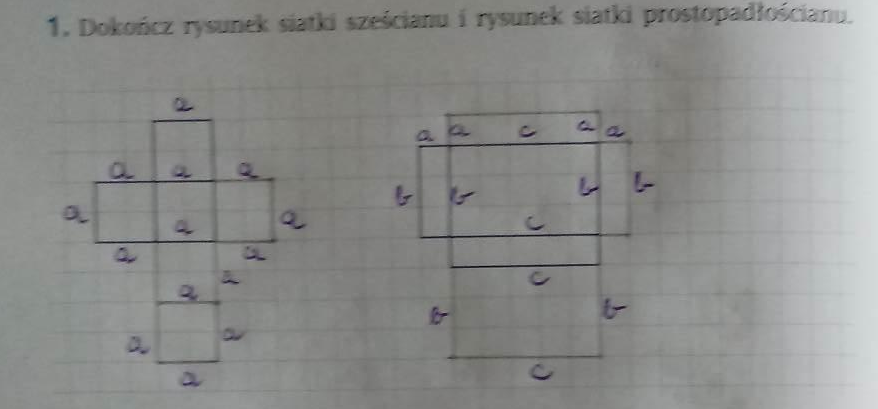 1. Dokończ rysunek siatki sześcianu i rysunek siatki prostopadłościanu.
a
a a a
a a a
a a
a
a
a a
a
a a c a a
b b b b
c
c
b b
c